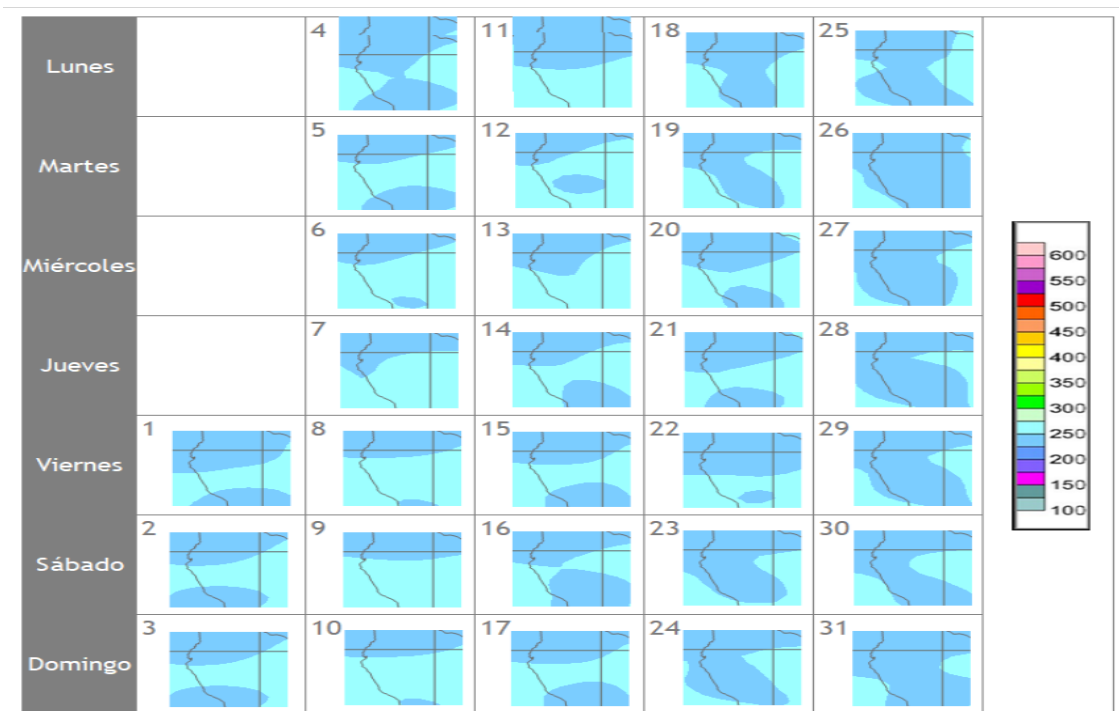 Lunes 4 11 18 25
Martes 5 12 19 26
Miércoles 6 13 20 27
Jueves 7 14 21 28
Viernes 1 8 15 22 29
Sábado 2 9 16 23 30
Domingo 3 10 17 24 31
600
550
500
450
400
350
300
250
200
150
100